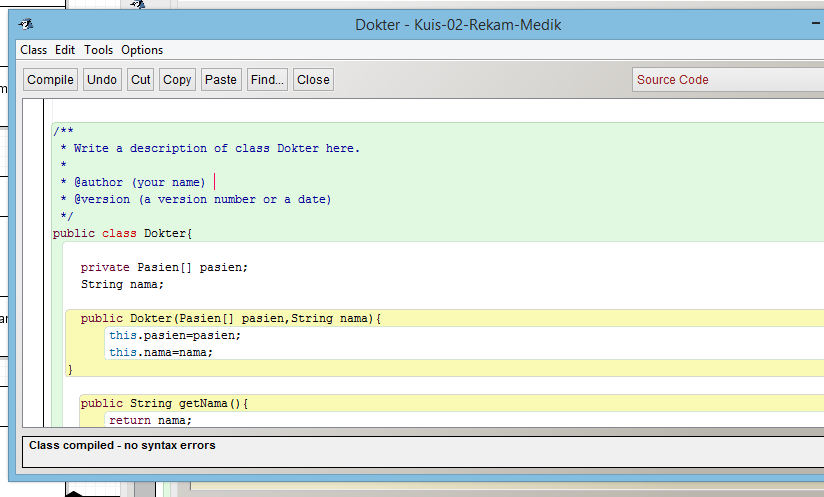 Dokter - Kuis-02-Rekam-Medik
Class Edit Tools Options
Compile Undo Cut Copy Paste Find... Close Source Code
/**
 * Write a description of class Dokter here.
 *
 * @author (your name)
 * @version (a version number or a date)
 */
public class Dokter{
private Pasien[] pasien;
String nama;
public Dokter(Pasien[] pasien,String nama){
this.pasien=pasien;
this.nama=nama;
}
public String getNama(){
return nama;
Class compiled - no syntax errors